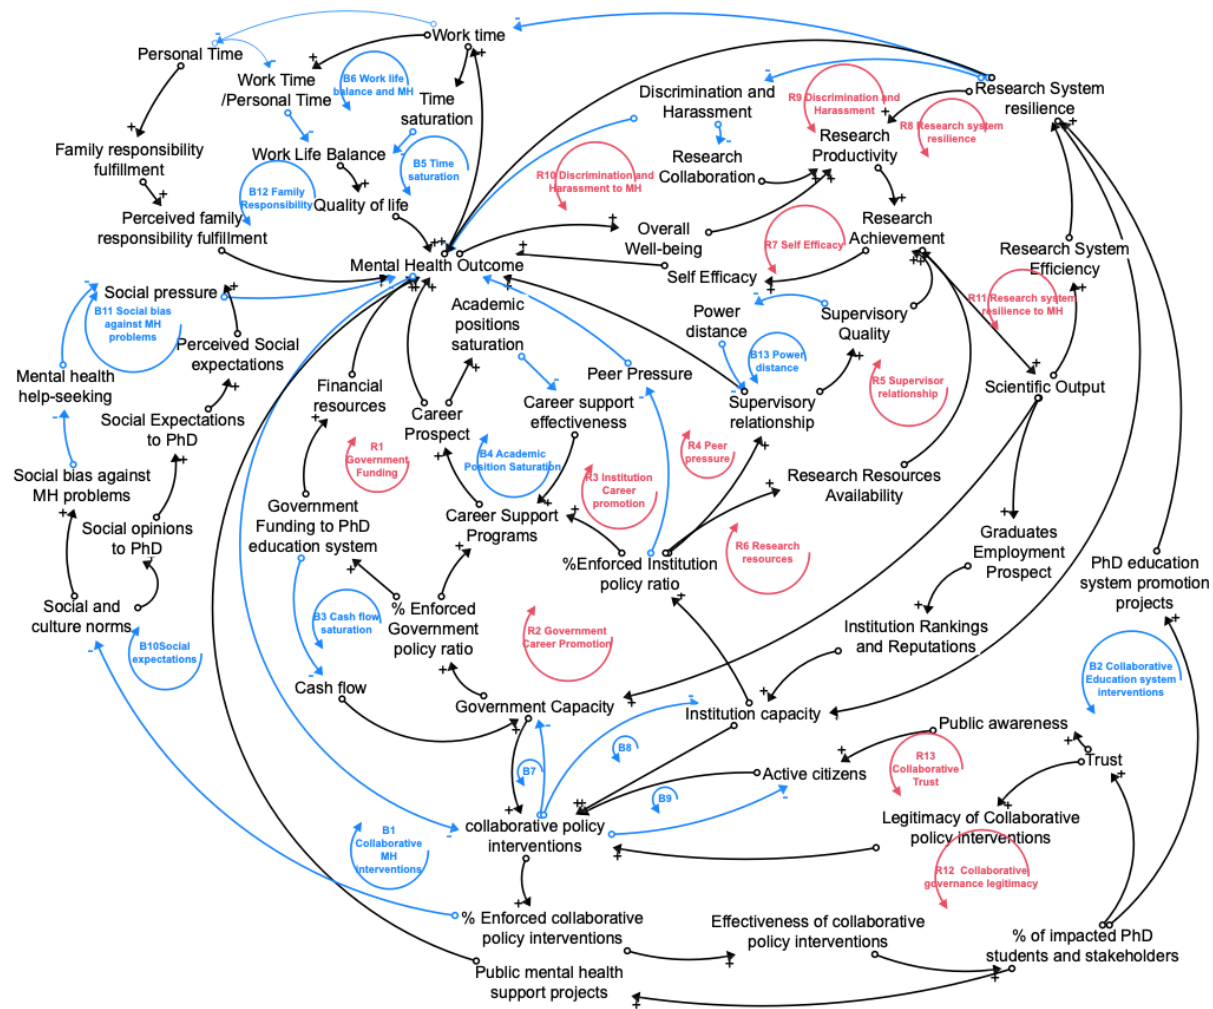 Work time
Personal Time
Work Time
/Personal Time
B6 Work life
balance and MH
Time
saturation
Discrimination and
Harassment
R9 Discrimination and
Harassment
Research System
resilience
R8 Research system
resilience
Research
Productivity
Family responsibility
fulfillment
Work Life Balance
B5 Time
saturation
Research
Collaboration
R10 Discrimination and
Harassment to MH
B12 Family
Responsibility
Quality of life
Perceived family
responsibility fulfillment
Overall
Well-being
Research
Achievement
R7 Self Efficacy
Mental Health Outcome
Self Efficacy
Research System
Efficiency
Social pressure
B11 Social bias
against MH
problems
Academic
positions
saturation
Power
distance
Supervisory
Quality
R11 Research system
resilience to MH
Perceived Social
expectations
B13 Power
distance
Mental health
help-seeking
Financial
resources
Peer Pressure
R5 Supervisor
relationship
Scientific Output
Social Expectations
to PhD
Career
Prospect
Career support
effectiveness
Supervisory
relationship
R1
Government
Funding
B4 Academic
Position Saturation
R4 Peer
pressure
Social bias against
MH problems
R3 Institution
Career
promotion
Research Resources
Availability
Government
Funding to PhD
education system
Career Support
Programs
Social opinions
to PhD
R6 Research
resources
Graduates
Employment
Prospect
%Enforced Institution
policy ratio
PhD education
system promotion
projects
Social and
culture norms
B3 Cash flow
saturation
% Enforced
Government
policy ratio
R2 Government
Career Promotion
Institution Rankings
and Reputations
B10Social
expectations
B2 Collaborative
Education system
interventions
Cash flow
Government Capacity
Institution capacity
Public awareness
B7
B8
R13
Collaborative
Trust
Trust
Active citizens
B9
B1
Collaborative
MH
interventions
collaborative policy
interventions
Legitimacy of Collaborative
policy interventions
R12 Collaborative
governance legitimacy
% Enforced collaborative
policy interventions
Effectiveness of collaborative
policy interventions
% of impacted PhD
students and stakeholders
Public mental health
support projects